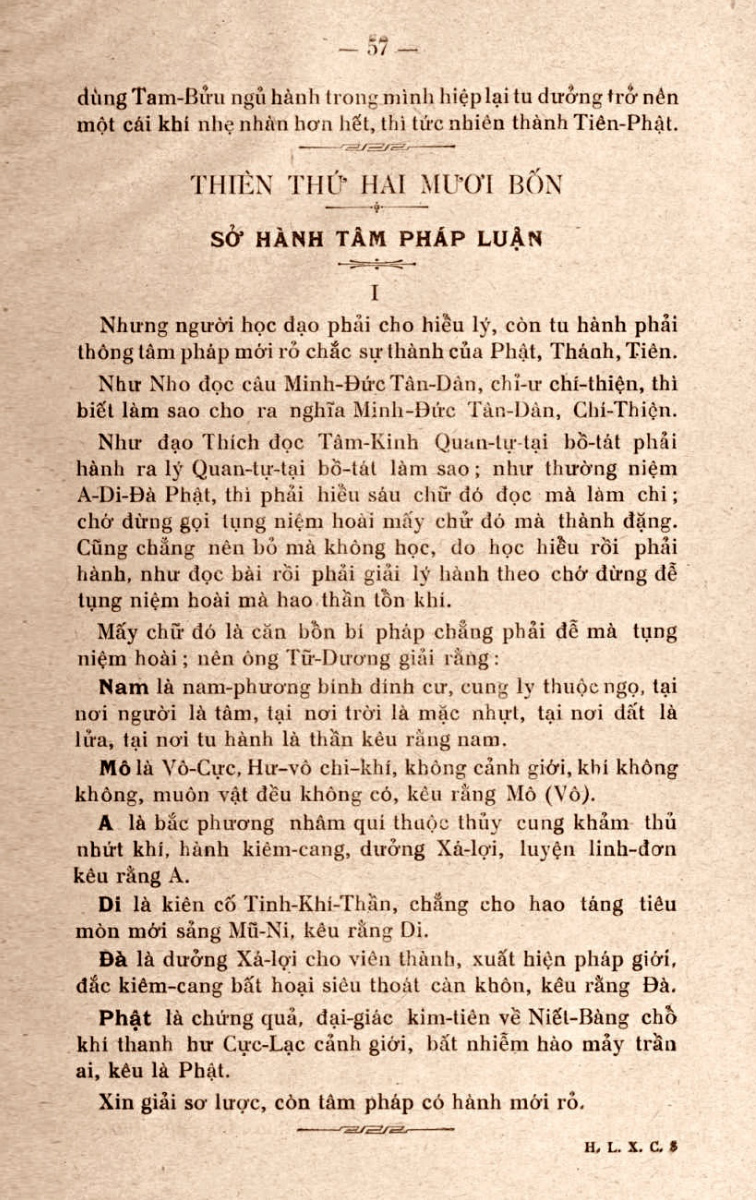 — 57 —
dùng Tam-Bửu ngủ hành trong mình hiệp lại tu dưởng trở nên
một cái khí nhẹ nhàn hơn hết, thì tức nhiên thành Tiên-Phật.
THIÊN THỨ HAI MƯƠI BỐN
SỞ HÀNH TÂM PHÁP LUẬN
I
Nhưng người học đạo phải cho hiểu lý, còn tu hành phải
thông tâm pháp mới rỏ chắc sự thành của Phật, Thánh, Tiên.
Như Nho đọc câu Minh-Đức Tân-Dân, chỉ-ư chí-thiện, thì
biết làm sao cho ra nghĩa Minh-Đức Tân-Dân, Chí-Thiện.
Như đạo Thích đọc Tâm-Kinh Quan-tự-tại bồ-tát phải
hành ra lý Quan-tự-tại bồ-tát làm sao ; như thường niệm
A-Di-Đà Phật, thì phải hiểu sáu chữ đó đọc mà làm chi ;
chớ đừng gọi tụng niệm hoài mấy chử đó mà thành đặng.
Cũng chẳng nên bỏ mà không học, do học hiểu rồi phải
hành, như đọc bài rồi phải giải lý hành theo chớ đừng để
tụng niệm hoài mà hao thần tổn khí.
Mấy chữ đó là căn bổn bí pháp chẳng phải để mà tụng
niệm hoài ; nên ông Tữ-Dương giải rằng :
Nam là nam-phương bính đính cư, cung ly thuộc ngọ, tại
nơi người là tâm, tại nơi trời là mặc nhựt, tại nơi đất là
lửa, tại nơi tu hành là thần kêu rằng nam.
Mô là Vô-Cực, Hư-vô chi-khí, không cảnh giới, khí không
không, muôn vật đều không có, kêu rằng Mô (Vô).
A là bắc phương nhâm quí thuộc thủy cung khảm thủ
nhứt khí, hành kiêm-cang, dưởng Xá-lợi, luyện linh-đơn
kêu rằng A.
Di là kiên cố Tinh-Khí-Thần, chẳng cho hao táng tiêu
mòn mới sảng Mũ-Ni, kêu rằng Di.
Đà là dưởng Xá-lợi cho viên thành, xuất hiện pháp giới,
đắc kiêm-cang bất hoại siêu thoát càn khôn, kêu rằng Đà.
Phật là chứng quả, đại-giác kim-tiên về Niết-Bàng chỗ
khí thanh hư Cực-Lạc cảnh giới, bất nhiễm hào mảy trần
ai, kêu là Phật.
Xin giải sơ lược, còn tâm pháp có hành mới rỏ.
H. L. X. C.